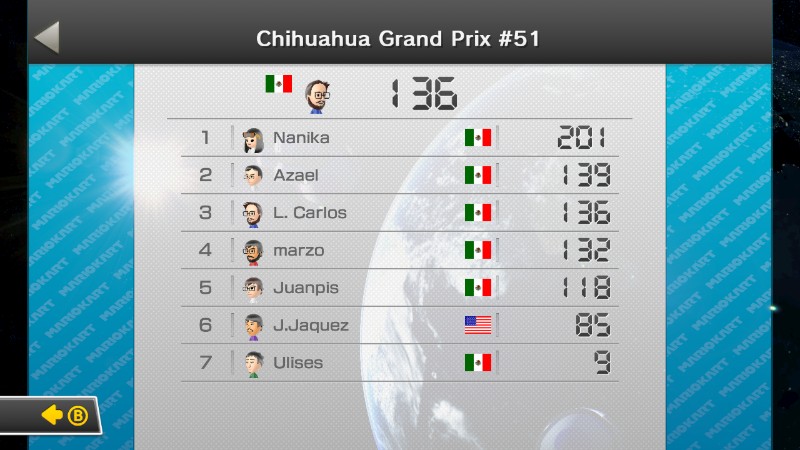 Chihuahua Grand Prix #51
136
1 Nanika 201
2 Azael 139
3 L. Carlos 136
4 marzo 132
5 Juanpis 118
6 J.Jaquez 85
7 Ulises 9
B
MARIOKART